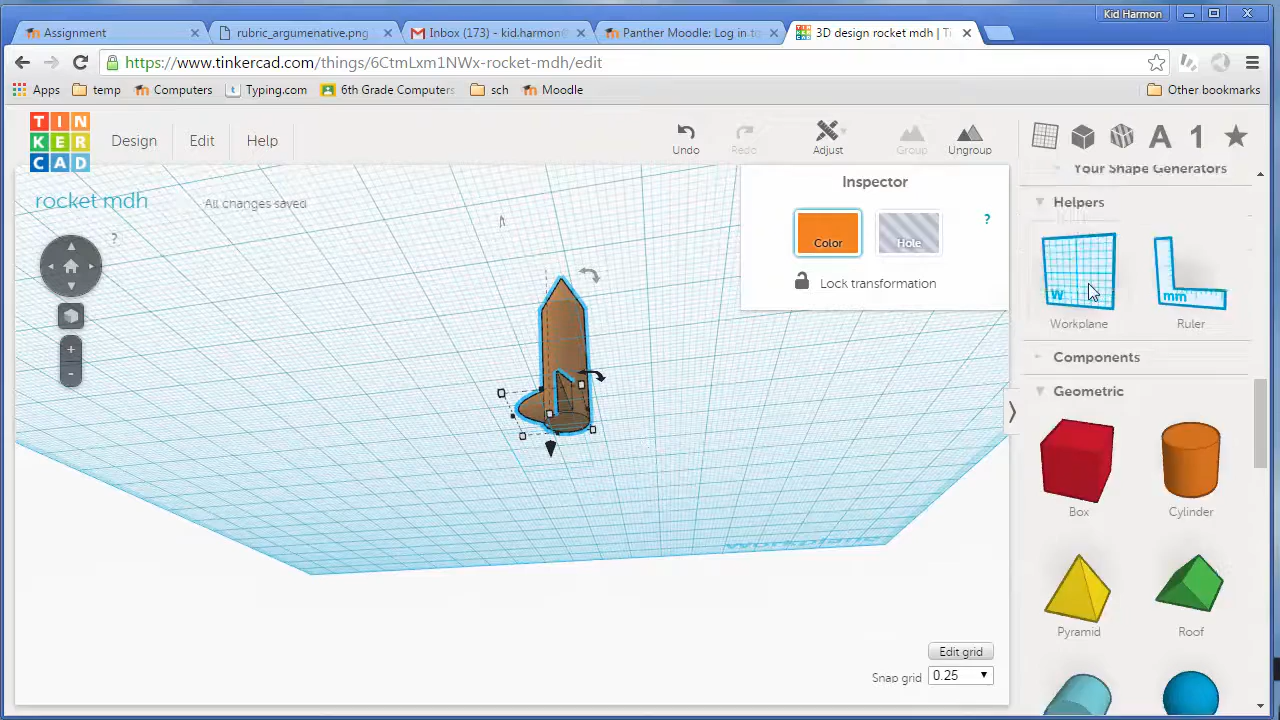 Kid Harmon
Assignment
rubric_argumenative.png
Inbox (173) - kid.harmon@
Panther Moodle: Log in to
3D design rocket mdh | T
https://www.tinkercad.com/things/6CtmLxm1NWx-rocket-mdh/edit
Apps temp Computers Typing.com 6th Grade Computers sch Moodle Other bookmarks
TIN
KER
CAD
Design Edit Help
Undo Redo Adjust Group Ungroup
A 1
Your Shape Generators
rocket mdh All changes saved
?
Inspector
Color Hole ?
Lock transformation
Helpers
W mm
Workplane Ruler
Components
Geometric
Box Cylinder
Pyramid Roof
Workplane
Edit grid
Snap grid 0.25